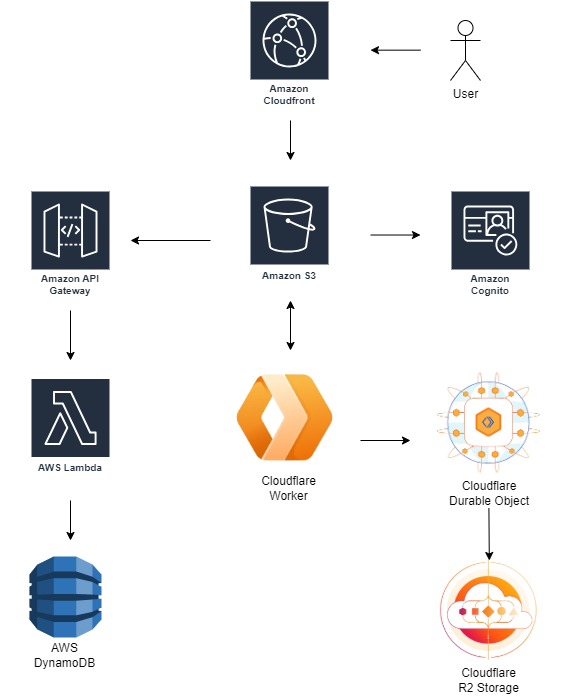 Amazon
Cloudfront
User
Amazon API
Gateway
Amazon S3
Amazon
Cognito
AWS Lambda
Cloudflare
Worker
Cloudflare
Durable Object
AWS
DynamoDB
Cloudflare
R2 Storage